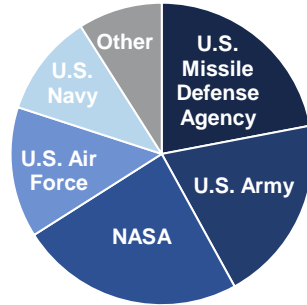 Other
U.S.
Missile
Defense
Agency
U.S.
Navy
U.S. Air
Force
U.S. Army
NASA